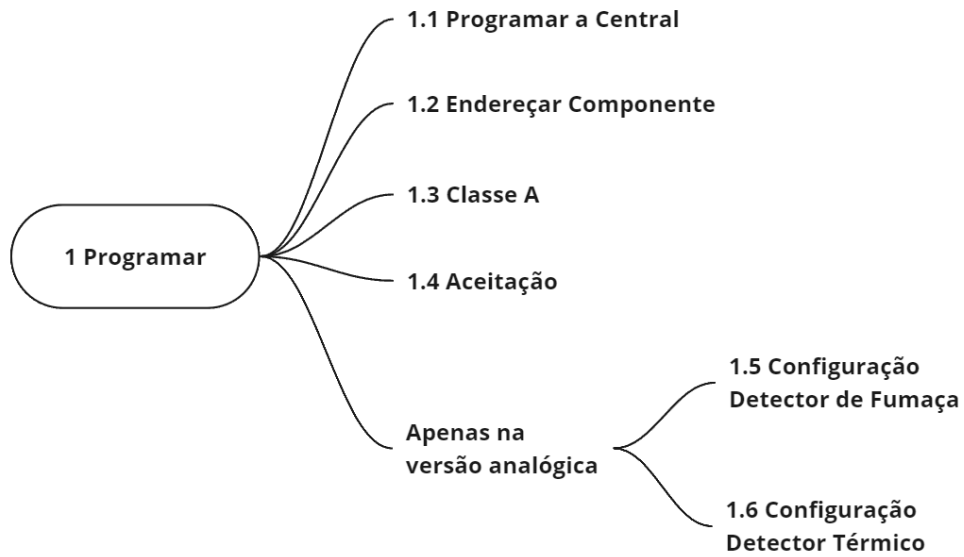 1 Programar
1.1 Programar a Central
1.2 Endereçar Componente
1.3 Classe A
1.4 Aceitação
Apenas na
versão analógica
1.5 Configuração
Detector de Fumaça
1.6 Configuração
Detector Térmico